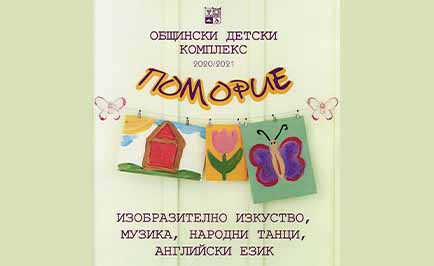 ОБЩИНСКИ ДЕТСКИ
КОМПЛЕКС
2020/2021
ПОМОРИЕ
ИЗОБРАЗИТЕЛНО ИЗКУСТВО,
МУЗИКА, НАРОДНИ ТАНЦИ,
АНГЛИЙСКИ ЕЗИК